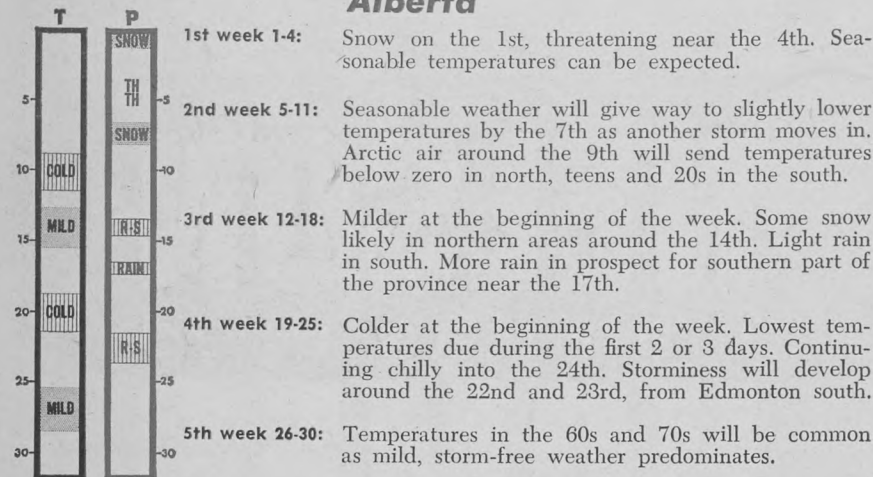 Alberta
T P
SNOW
TH
TH
5- -5
SNOW
10- COLD -10
MILD R-S
15- -15
RAIN
20- COLD -20
R-S
25- -25
MILD
30- -30
1st week 1-4: Snow on the 1st, threatening near the 4th. Sea-
sonable temperatures can be expected.
2nd week 5-11: Seasonable weather will give way to slightly lower
temperatures by the 7th as another storm moves in.
Arctic air around the 9th will send temperatures
below zero in north, teens and 20s in the south.
3rd week 12-18: Milder at the beginning of the week. Some snow
likely in northern areas around the 14th. Light rain
in south. More rain in prospect for southern part of
the province near the 17th.
4th week 19-25: Colder at the beginning of the week. Lowest tem-
peratures due during the first 2 or 3 days. Continu-
ing chilly into the 24th. Storminess will develop
around the 22nd and 23rd, from Edmonton south.
5th week 26-30: Temperatures in the 60s and 70s will be common
as mild, storm-free weather predominates.